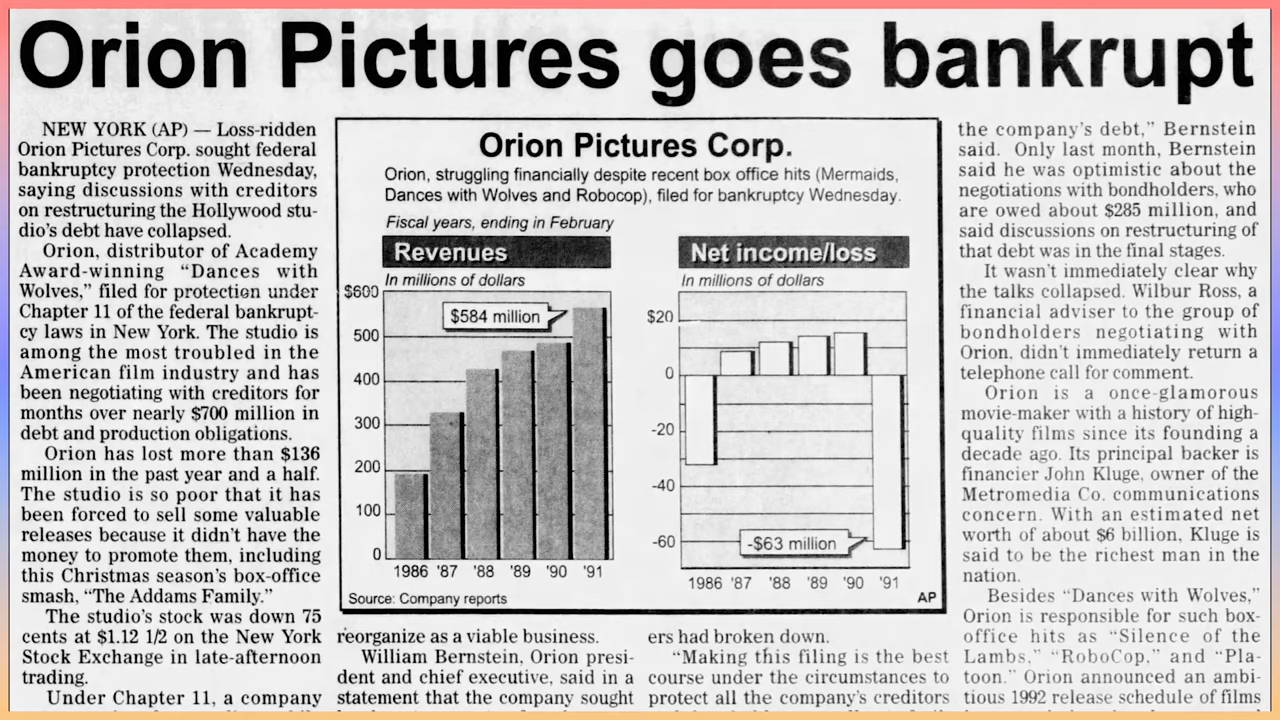 Orion Pictures goes bankrupt
NEW YORK (AP) — Loss-ridden
Orion Pictures Corp. sought federal
bankruptcy protection Wednesday,
saying discussions with creditors
on restructuring the Hollywood stu-
dio's debt have collapsed.
Orion, distributor of Academy
Award-winning “Dances with
Wolves,” filed for protection under
Chapter 11 of the federal bankrupt-
cy laws in New York. The studio is
among the most troubled in the
American film industry and has
been negotiating with creditors for
months over nearly $700 million in
debt and production obligations.
Orion has lost more than $136
million in the past year and a half.
The studio is so poor that it has
been forced to sell some valuable
releases because it didn't have the
money to promote them, including
this Christmas season's box-office
smash, “The Addams Family.”
The studio's stock was down 75
cents at $1.12 1/2 on the New York
Stock Exchange in late-afternoon
trading.
Under Chapter 11, a company
Orion Pictures Corp.
Orion, struggling financially despite recent box office hits (Mermaids,
Dances with Wolves and Robocop), filed for bankruptcy Wednesday.
Fiscal years, ending in February
Revenues
In millions of dollars
$600
500
400
300
200
100
0
$584 million
1986 '87 '88 '89 '90 '91
Net income/loss
In millions of dollars
$20
0
-20
-40
-60
-$63 million
1986 '87 '88 '89 '90 '91
Source: Company reports
AP
reorganize as a viable business.
William Bernstein, Orion presi-
dent and chief executive, said in a
statement that the company sought
ers had broken down.
“Making this filing is the best
course under the circumstances to
protect all the company's creditors
the company's debt,” Bernstein
said. Only last month, Bernstein
said he was optimistic about the
negotiations with bondholders, who
are owed about $285 million, and
said discussions on restructuring of
that debt was in the final stages.
It wasn't immediately clear why
the talks collapsed. Wilbur Ross, a
financial adviser to the group of
bondholders negotiating with
Orion, didn't immediately return a
telephone call for comment.
Orion is a once-glamorous
movie-maker with a history of high-
quality films since its founding a
decade ago. Its principal backer is
financier John Kluge, owner of the
Metromedia Co. communications
concern. With an estimated net
worth of about $6 billion, Kluge is
said to be the richest man in the
nation.
Besides “Dances with Wolves,”
Orion is responsible for such box-
office hits as “Silence of the
Lambs,” “RoboCop,” and “Pla-
toon.” Orion announced an ambi-
tious 1992 release schedule of films